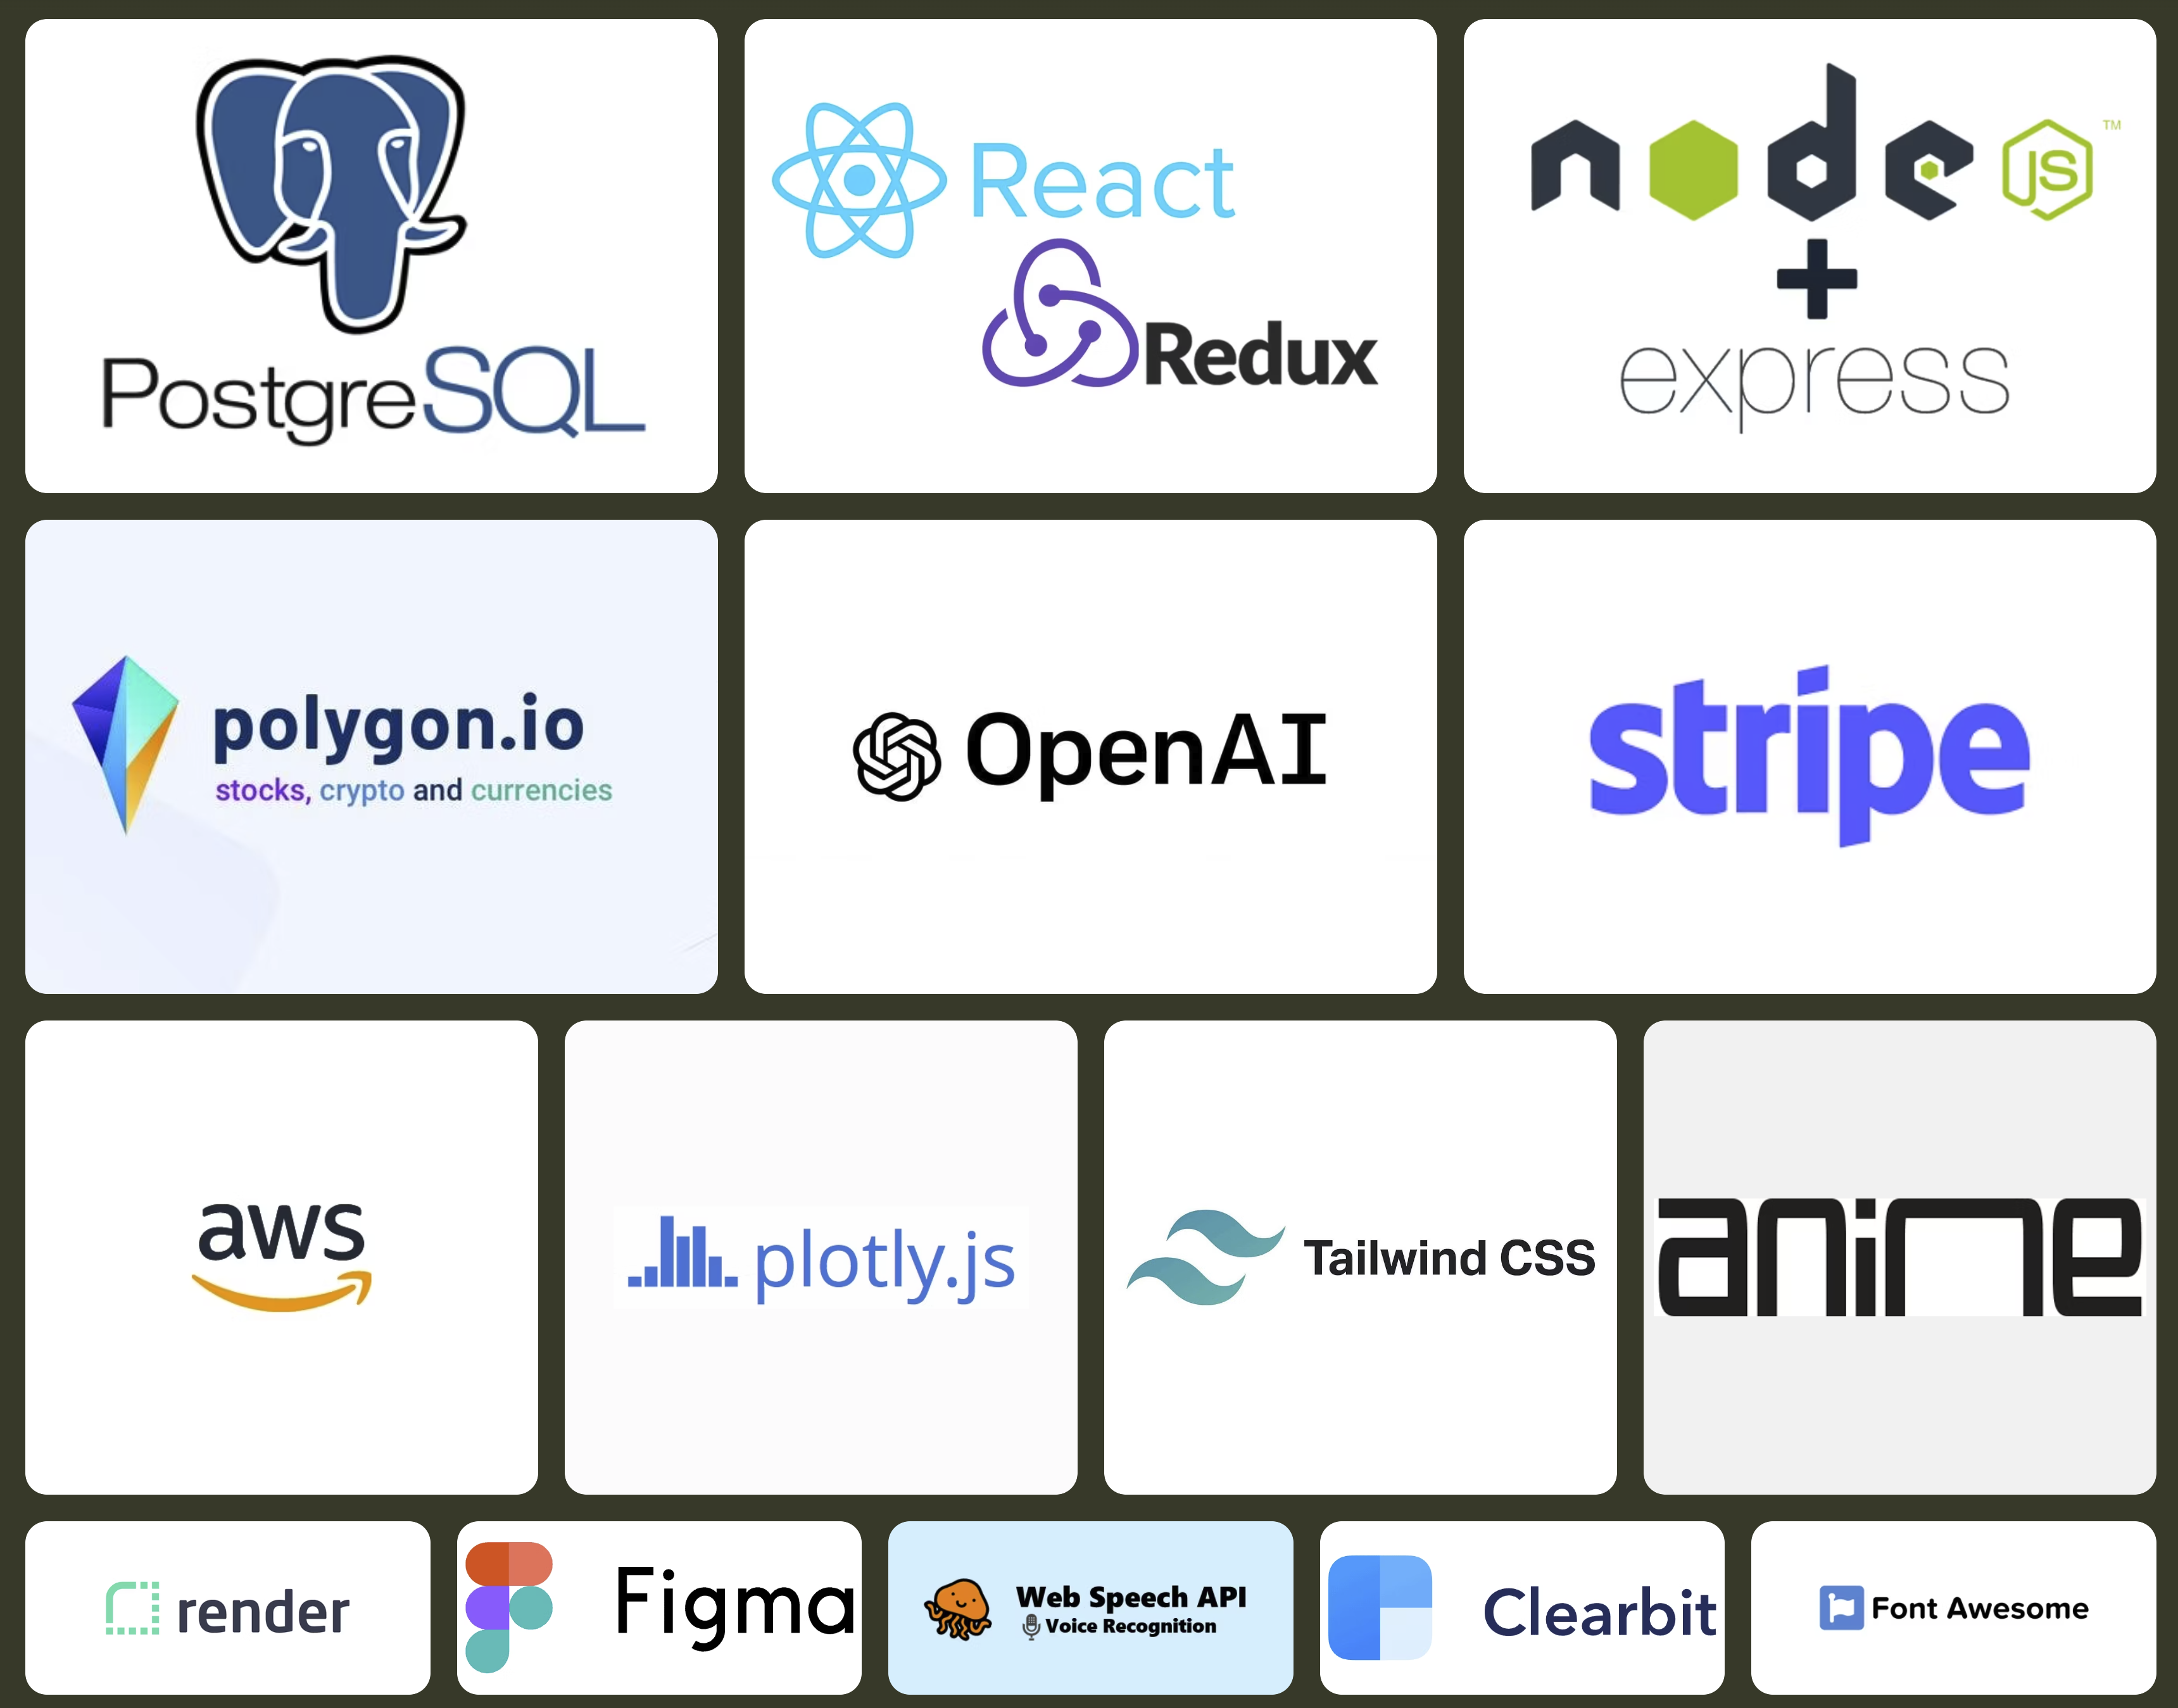 PostgreSQL
React
Redux
node JS ™
+
express
polygon.io
stocks, crypto and currencies
OpenAI
stripe
aws
plotly.js
Tailwind CSS
anime
render
Figma
Web Speech API
Voice Recognition
Clearbit
Font Awesome